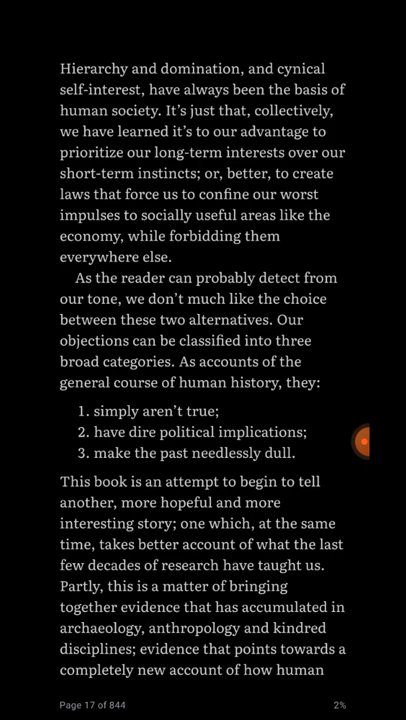 Hierarchy and domination, and cynical
self-interest, have always been the basis of
human society. It’s just that, collectively,
we have learned it’s to our advantage to
prioritize our long-term interests over our
short-term instincts; or, better, to create
laws that force us to confine our worst
impulses to socially useful areas like the
economy, while forbidding them
everywhere else.
As the reader can probably detect from
our tone, we don’t much like the choice
between these two alternatives. Our
objections can be classified into three
broad categories. As accounts of the
general course of human history, they:
1. simply aren’t true;
2. have dire political implications;
3. make the past needlessly dull.
This book is an attempt to begin to tell
another, more hopeful and more
interesting story; one which, at the same
time, takes better account of what the last
few decades of research have taught us.
Partly, this is a matter of bringing
together evidence that has accumulated in
archaeology, anthropology and kindred
disciplines; evidence that points towards a
completely new account of how human
Page 17 of 844 2%